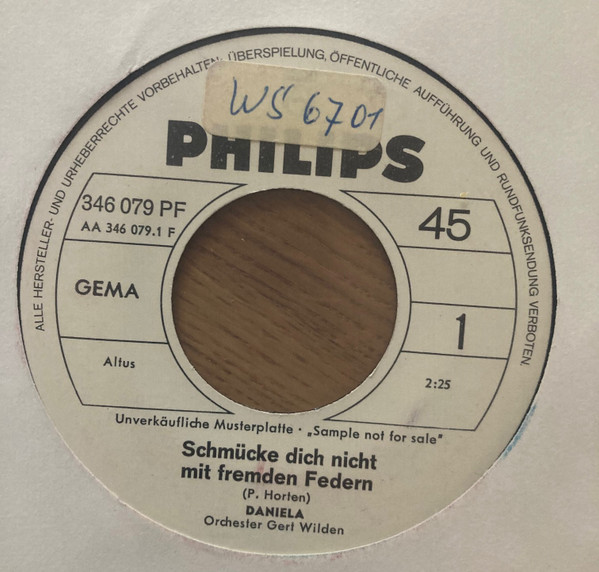 ALLE HERSTELLER- UND URHEBERRECHTE VORBEHALTEN, ÜBERSPIELUNG, ÖFFENTLICHE AUFFÜHRUNG UND RUNDFUNKSENDUNG VERBOTEN.
WS 6701
PHILIPS
346 079 PF
AA 346 079.1 F
45
GEMA
1
Altus
2:25
Unverkäufliche Musterplatte · „Sample not for sale"
Schmücke dich nicht
mit fremden Federn
(P. Horten)
DANIELA
Orchester Gert Wilden